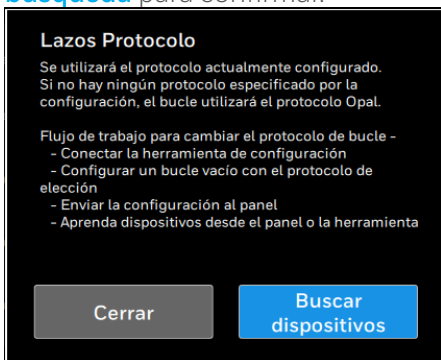 búsqueda para confirmar.
Lazos Protocolo
Se utilizará el protocolo actualmente configurado.
Si no hay ningún protocolo especificado por la
configuración, el bucle utilizará el protocolo Opal.
Flujo de trabajo para cambiar el protocolo de bucle -
- Conectar la herramienta de configuración
- Configurar un bucle vacío con el protocolo de
elección
- Enviar la configuración al panel
- Aprenda dispositivos desde el panel o la herramienta
Cerrar
Buscar
dispositivos